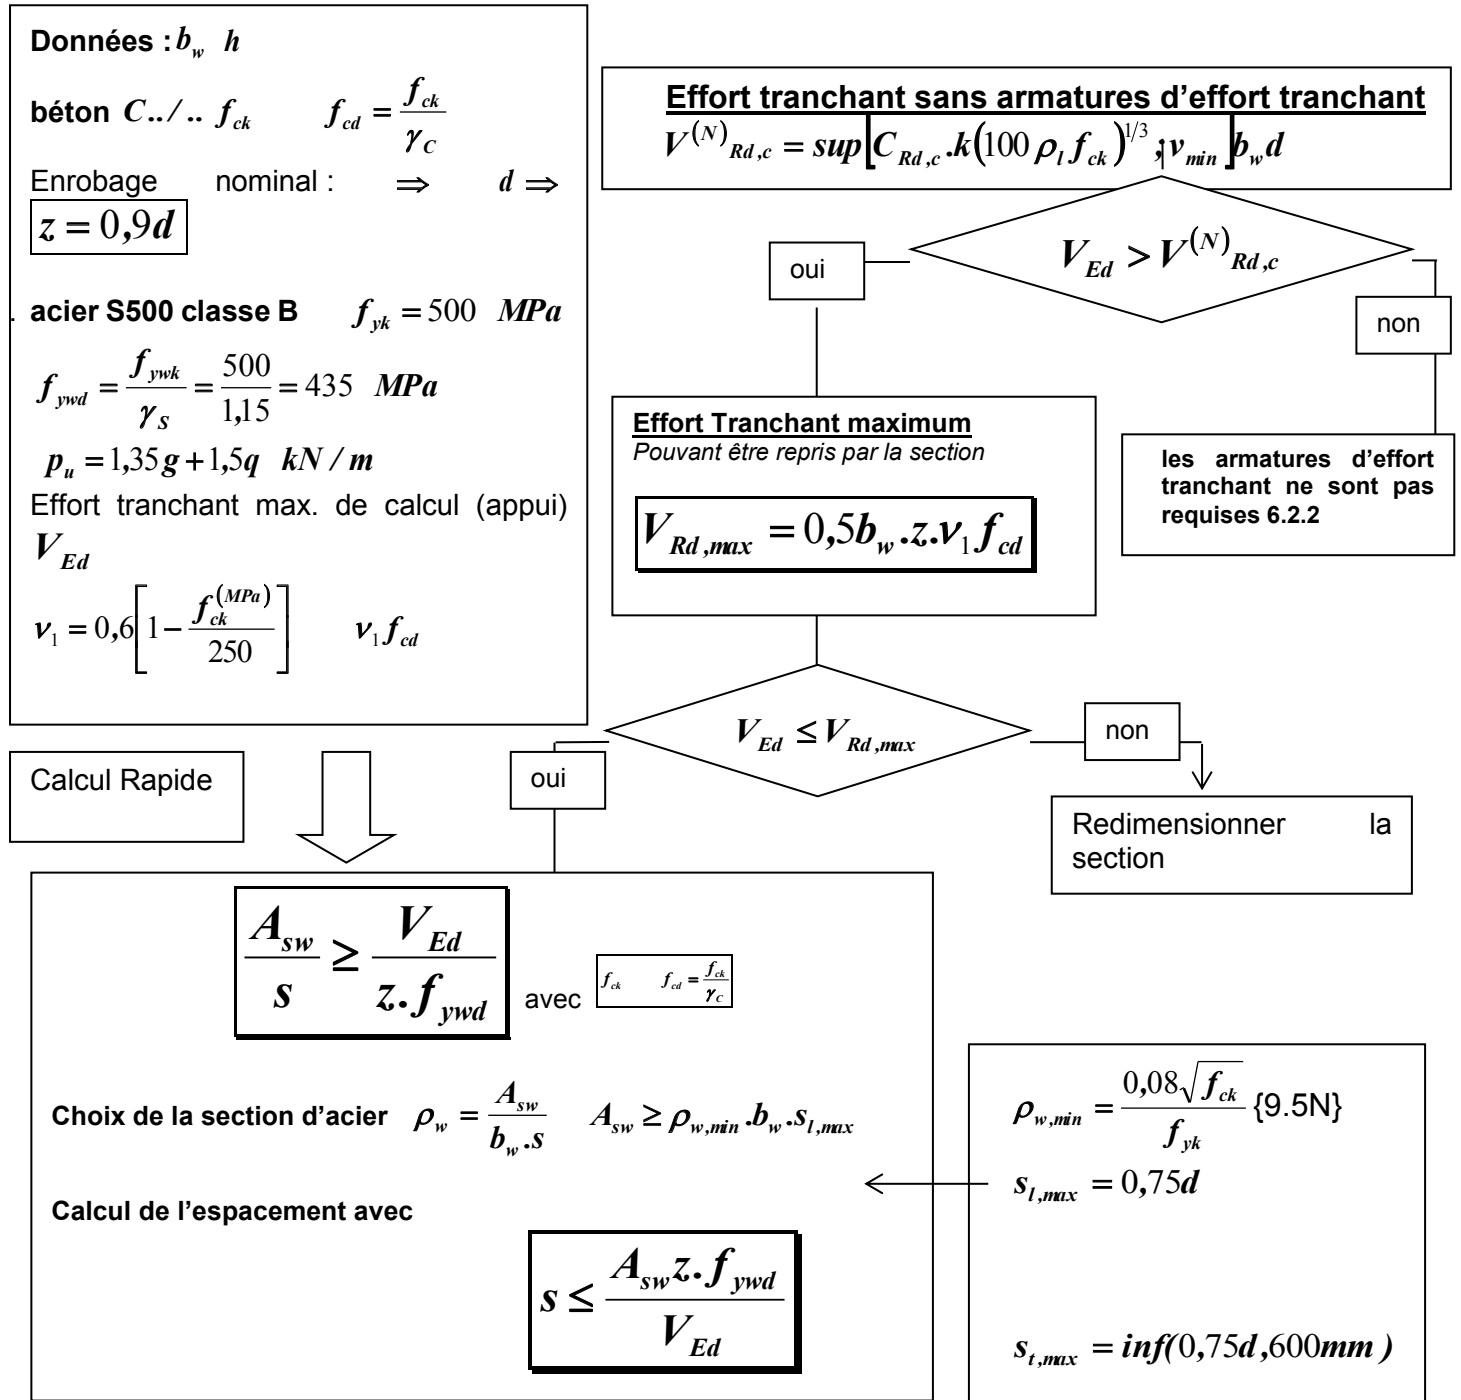 Données : b_w h
béton C../.. f_ck f_cd = f_ck / γ_C
Enrobage nominal : ⇒ d ⇒
z = 0,9d
. acier S500 classe B f_yk = 500 MPa
f_ywd = f_ywk / γ_S = 500 / 1,15 = 435 MPa
p_u = 1,35g + 1,5q kN / m
Effort tranchant max. de calcul (appui)
V_Ed
ν_1 = 0,6[1 − f_ck^(MPa) / 250] ν_1 f_cd
Effort tranchant sans armatures d’effort tranchant
V^(N)_Rd,c = sup[C_Rd,c .k(100 ρ_l f_ck)^1/3 ; v_min] b_w d
V_Ed > V^(N)_Rd,c
oui
non
Effort Tranchant maximum
Pouvant être repris par la section
V_Rd,max = 0,5b_w .z.ν_1 f_cd
les armatures d’effort
tranchant ne sont pas
requises 6.2.2
V_Ed ≤ V_Rd,max
non
oui
Calcul Rapide
Redimensionner la
section
A_sw / s ≥ V_Ed / z. f_ywd avec f_ck f_cd = f_ck / γ_C
Choix de la section d’acier ρ_w = A_sw / b_w .s A_sw ≥ ρ_w,min .b_w .s_l,max
Calcul de l’espacement avec
s ≤ A_sw z. f_ywd / V_Ed
ρ_w,min = 0,08√f_ck / f_yk {9.5N}
s_l,max = 0,75d
s_t,max = inf(0,75d ,600mm )